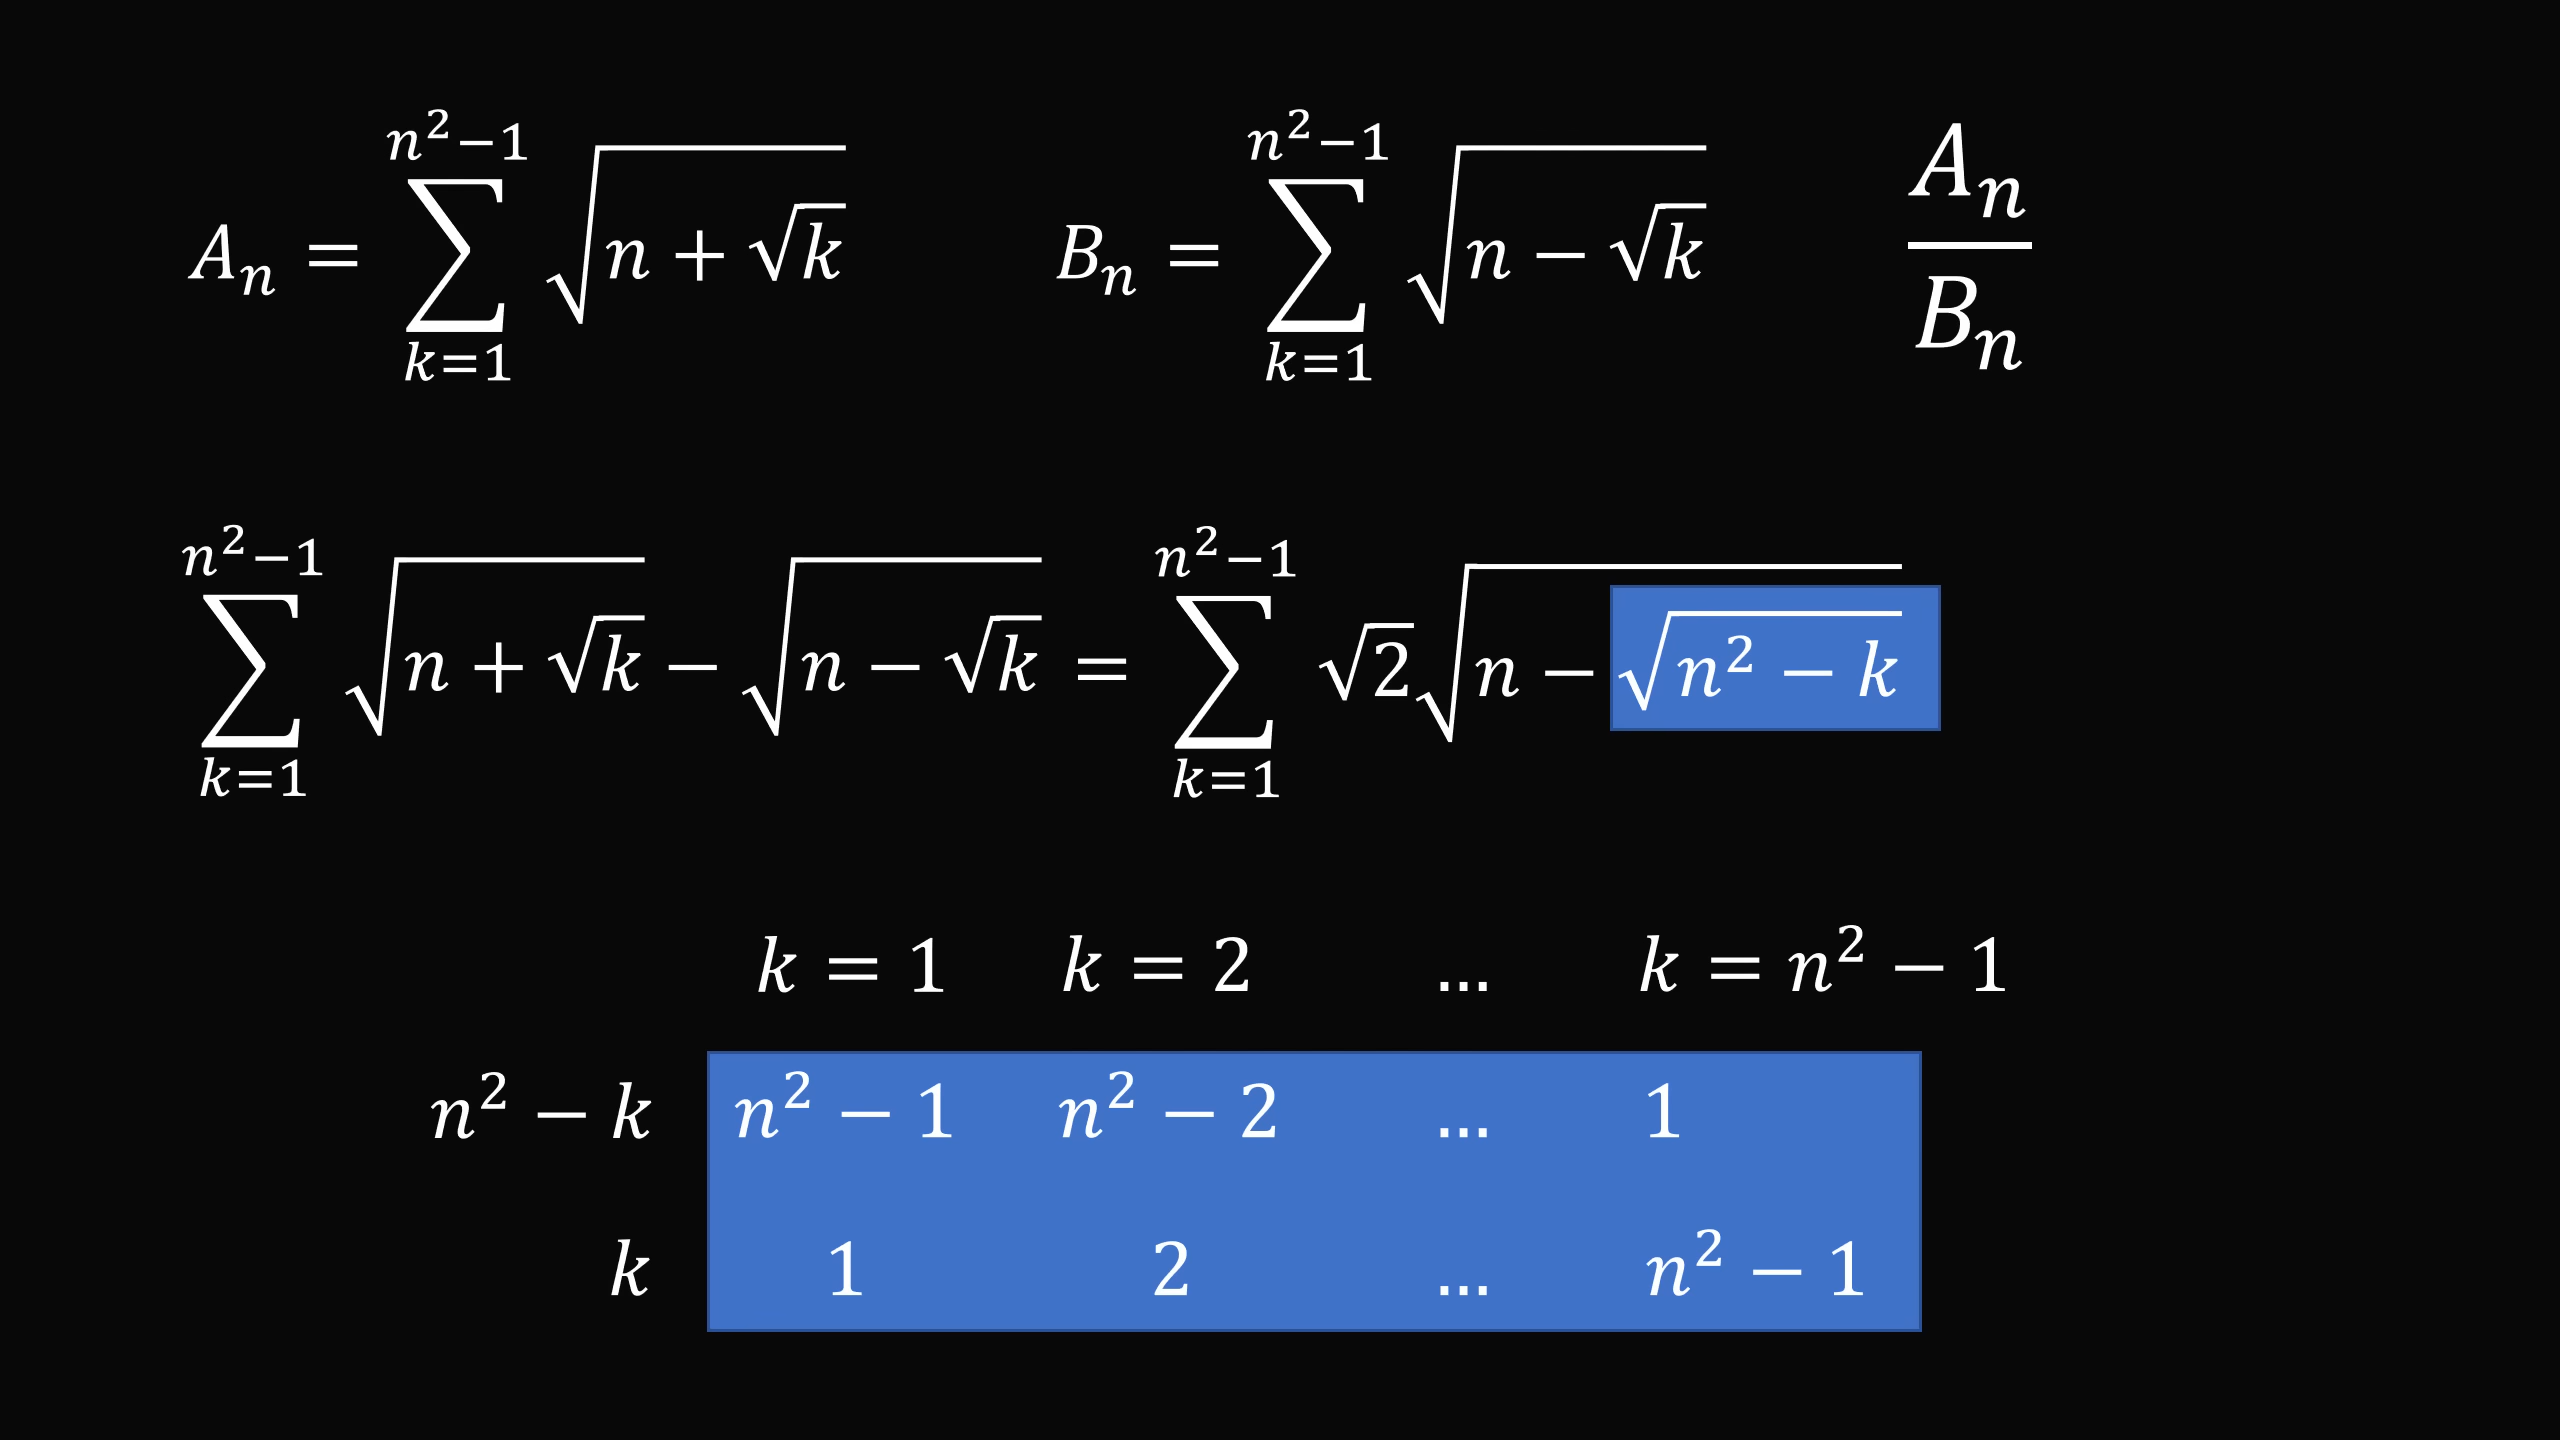 $A_n = \sum_{k=1}^{n^2-1} \sqrt{n+\sqrt{k}}$ $B_n = \sum_{k=1}^{n^2-1} \sqrt{n-\sqrt{k}}$ $\frac{A_n}{B_n}$
$\sum_{k=1}^{n^2-1} \sqrt{n+\sqrt{k}} - \sqrt{n-\sqrt{k}} = \sum_{k=1}^{n^2-1} \sqrt{2}\sqrt{n-\sqrt{n^2-k}}$
$k=1$ $k=2$ ... $k=n^2-1$
$n^2-k$ $n^2-1$ $n^2-2$ ... $1$
$k$ $1$ $2$ ... $n^2-1$